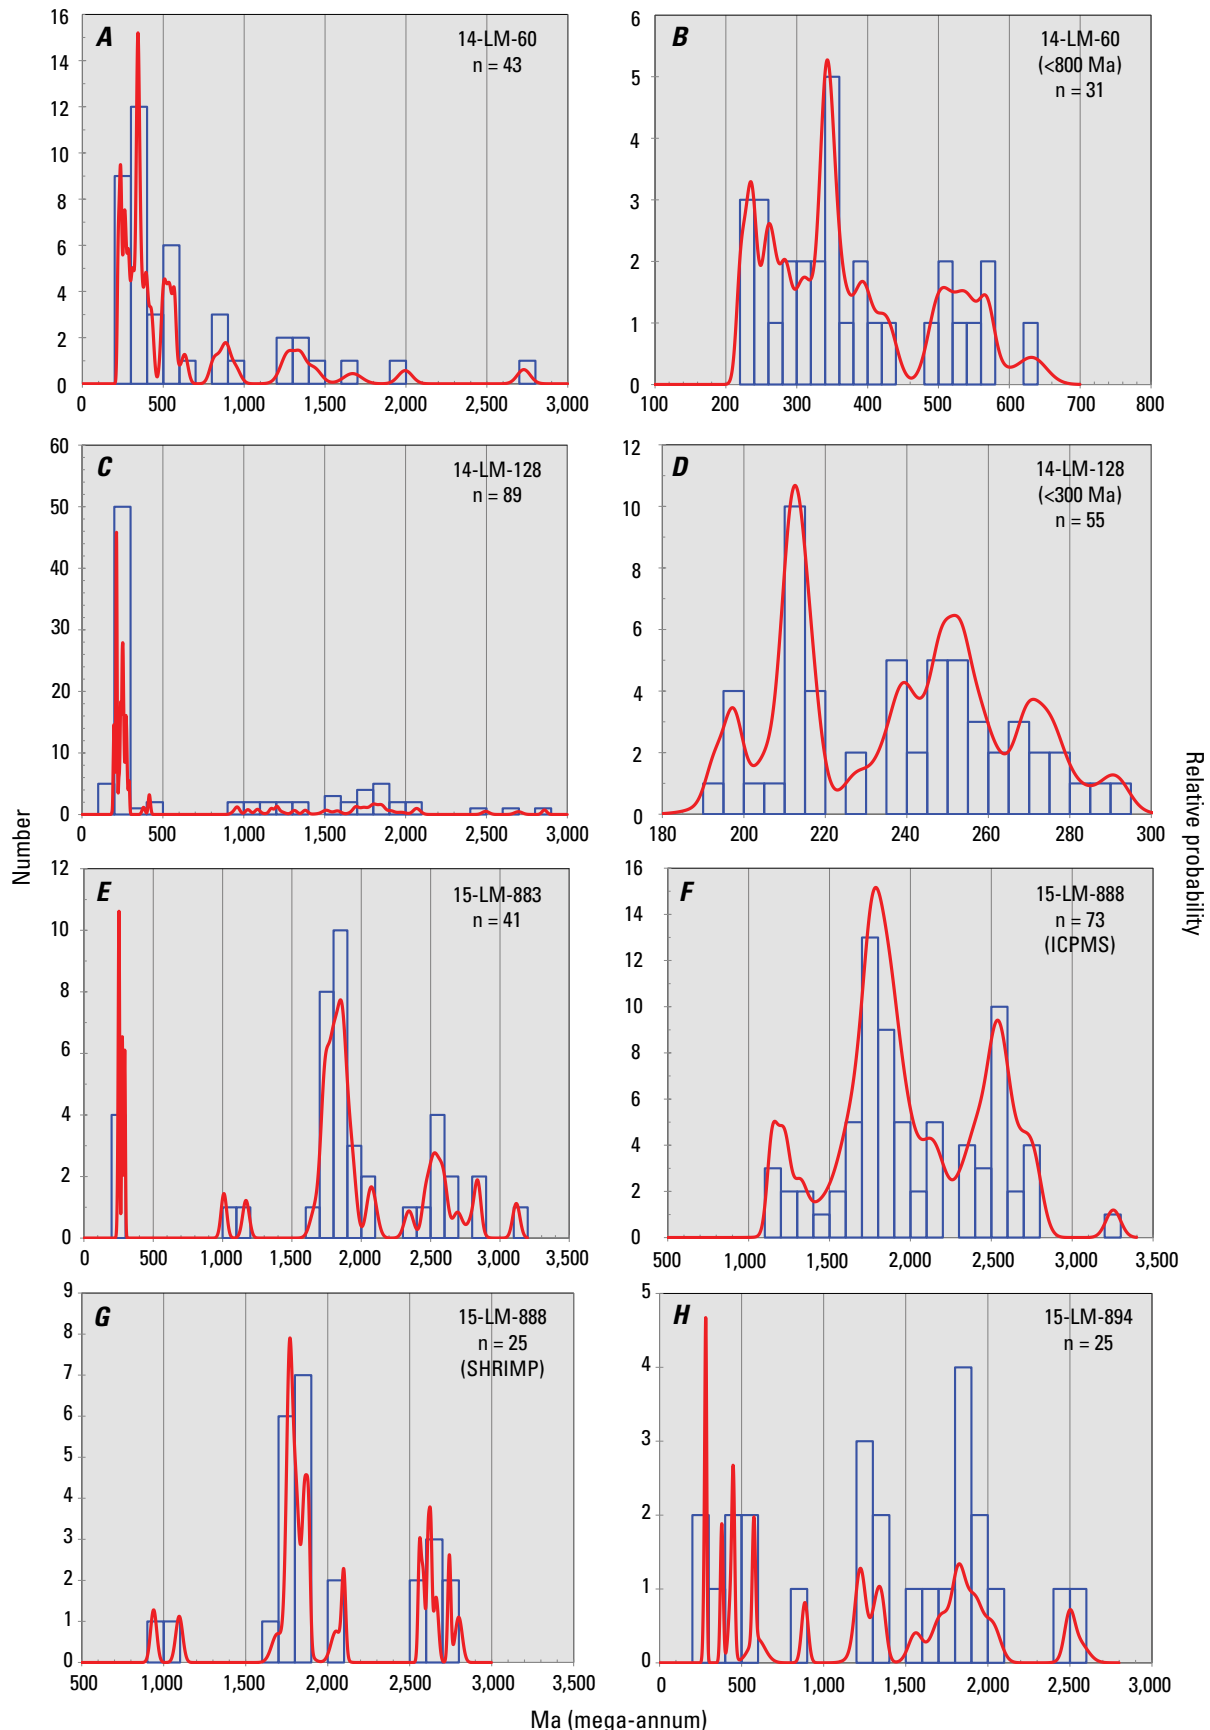 A
14-LM-60
n = 43
16
14
12
10
8
6
4
2
0
0 500 1,000 1,500 2,000 2,500 3,000
B
14-LM-60
(<800 Ma)
n = 31
6
5
4
3
2
1
0
100 200 300 400 500 600 700 800
C
14-LM-128
n = 89
60
50
40
30
20
10
0
0 500 1,000 1,500 2,000 2,500 3,000
D
14-LM-128
(<300 Ma)
n = 55
12
10
8
6
4
2
0
180 200 220 240 260 280 300
E
15-LM-883
n = 41
12
10
8
6
4
2
0
0 500 1,000 1,500 2,000 2,500 3,000 3,500
F
15-LM-888
n = 73
(ICPMS)
16
14
12
10
8
6
4
2
0
500 1,000 1,500 2,000 2,500 3,000 3,500
G
15-LM-888
n = 25
(SHRIMP)
9
8
7
6
5
4
3
2
1
0
500 1,000 1,500 2,000 2,500 3,000 3,500
H
15-LM-894
n = 25
5
4
3
2
1
0
0 500 1,000 1,500 2,000 2,500 3,000
Number
Relative probability
Ma (mega-annum)